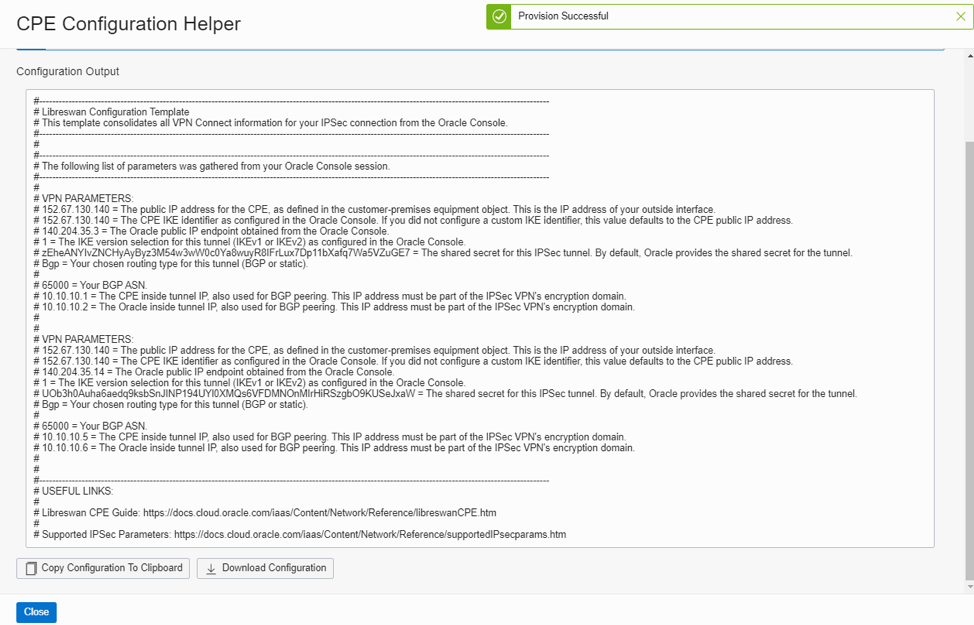 CPE Configuration Helper
Provision Successful
Configuration Output
#------------------------------------------------------------
# Libreswan Configuration Template
# This template consolidates all VPN Connect information for your IPSec connection from the Oracle Console.
#------------------------------------------------------------
#
#------------------------------------------------------------
# The following list of parameters was gathered from your Oracle Console session.
#------------------------------------------------------------
#
# VPN PARAMETERS:
# 152.67.130.140 = The public IP address for the CPE, as defined in the customer-premises equipment object. This is the IP address of your outside interface.
# 152.67.130.140 = The CPE IKE identifier as configured in the Oracle Console. If you did not configure a custom IKE identifier, this value defaults to the CPE public IP address.
# 140.204.35.3 = The Oracle public IP endpoint obtained from the Oracle Console.
# 1 = The IKE version selection for this tunnel (IKEv1 or IKEv2) as configured in the Oracle Console.
# zEheANYIvZNCHyAyByz3M54w3wW0c0Ya8wuyR8IFrLux7Dp11bXafq7Wa5VZuGE7 = The shared secret for this IPSec tunnel. By default, Oracle provides the shared secret for the tunnel.
# Bgp = Your chosen routing type for this tunnel (BGP or static).
#
# 65000 = Your BGP ASN.
# 10.10.10.1 = The CPE inside tunnel IP, also used for BGP peering. This IP address must be part of the IPSec VPN's encryption domain.
# 10.10.10.2 = The Oracle inside tunnel IP, also used for BGP peering. This IP address must be part of the IPSec VPN's encryption domain.
#
#
# VPN PARAMETERS:
# 152.67.130.140 = The public IP address for the CPE, as defined in the customer-premises equipment object. This is the IP address of your outside interface.
# 152.67.130.140 = The CPE IKE identifier as configured in the Oracle Console. If you did not configure a custom IKE identifier, this value defaults to the CPE public IP address.
# 140.204.35.14 = The Oracle public IP endpoint obtained from the Oracle Console.
# 1 = The IKE version selection for this tunnel (IKEv1 or IKEv2) as configured in the Oracle Console.
# UOb3h0Auha6aedq9ksbSnJINP194UYI0XMQs6VFDMNOnMIrHiRSzgbO9KUSeJxaW = The shared secret for this IPSec tunnel. By default, Oracle provides the shared secret for the tunnel.
# Bgp = Your chosen routing type for this tunnel (BGP or static).
#
# 65000 = Your BGP ASN.
# 10.10.10.5 = The CPE inside tunnel IP, also used for BGP peering. This IP address must be part of the IPSec VPN's encryption domain.
# 10.10.10.6 = The Oracle inside tunnel IP, also used for BGP peering. This IP address must be part of the IPSec VPN's encryption domain.
#
#
#------------------------------------------------------------
# USEFUL LINKS:
#
# Libreswan CPE Guide: https://docs.cloud.oracle.com/iaas/Content/Network/Reference/libreswanCPE.htm
#
# Supported IPSec Parameters: https://docs.cloud.oracle.com/iaas/Content/Network/Reference/supportedIPsecparams.htm
Copy Configuration To Clipboard
Download Configuration
Close